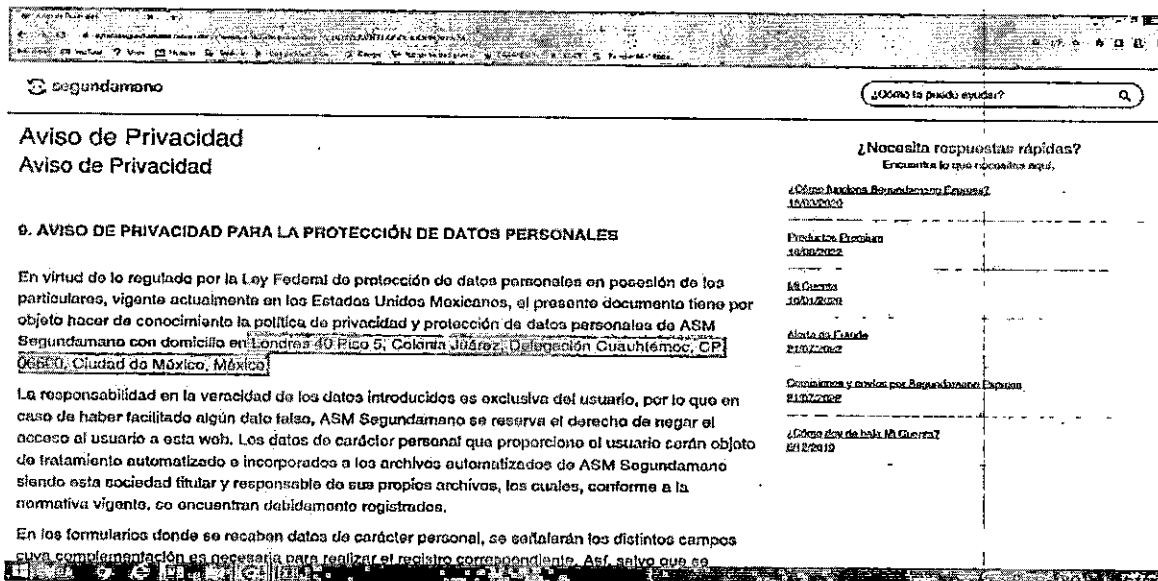 segundamano
¿Cómo te puedo ayudar?
Aviso de Privacidad
Aviso de Privacidad
9. AVISO DE PRIVACIDAD PARA LA PROTECCIÓN DE DATOS PERSONALES
En virtud de lo regulado por la Ley Federal de protección de datos personales en posesión de los
particulares, vigente actualmente en los Estados Unidos Mexicanos, el presente documento tiene por
objeto hacer de conocimiento la política de privacidad y protección de datos personales de ASM
Segundamano con domicilio en Londres 40 Piso 5, Colonia Juárez, Delegación Cuauhtémoc, CP
06600, Ciudad de México, México.
La responsabilidad en la veracidad de los datos introducidos es exclusiva del usuario, por lo que en
caso de haber facilitado algún dato falso, ASM Segundamano se reserva el derecho de negar el
acceso al usuario a esta web. Los datos de carácter personal que proporcione el usuario serán objeto
de tratamiento automatizado e incorporados a los archivos automatizados de ASM Segundamano
siendo esta sociedad titular y responsable de sus propios archivos, los cuales, conforme a la
normativa vigente, se encuentran debidamente registrados.
En los formularios donde se recaben datos de carácter personal, se señalarán los distintos campos
cuya complementación es necesaria para realizar el registro correspondiente. Así, salvo que se
¿Necesita respuestas rápidas?
Encuentra lo que necesitas aquí.
¿Cómo funciona Segundamano Express?
Productos Premium
Mi Cuenta
Alerta de Fraude
Comisiones y envíos por Segundamano Express
¿Cómo doy de baja Mi Cuenta?